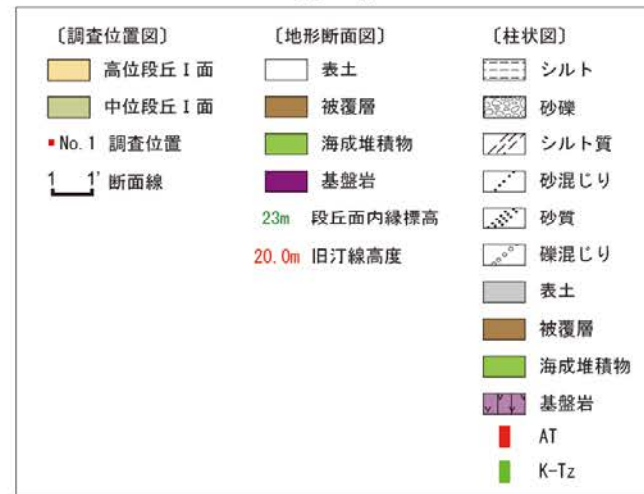 〔調査位置図〕
高位段丘Ⅰ面
中位段丘Ⅰ面
No.1 調査位置
1 1' 断面線
〔地形断面図〕
表土
被覆層
海成堆積物
基盤岩
23m 段丘面内縁標高
20.0m 旧汀線高度
〔柱状図〕
シルト
砂礫
シルト質
砂混じり
砂質
礫混じり
表土
被覆層
海成堆積物
基盤岩
AT
K-Tz